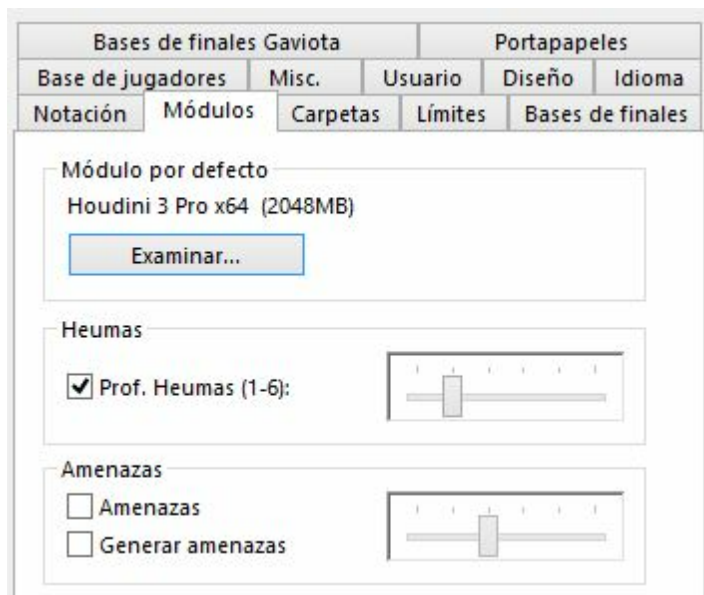 Bases de finales Gaviota Portapapeles
Base de jugadores Misc. Usuario Diseño Idioma
Notación Módulos Carpetas Límites Bases de finales
Módulo por defecto
Houdini 3 Pro x64 (2048MB)
Examinar...
Heumas
Prof. Heumas (1-6):
Amenazas
Amenazas
Generar amenazas